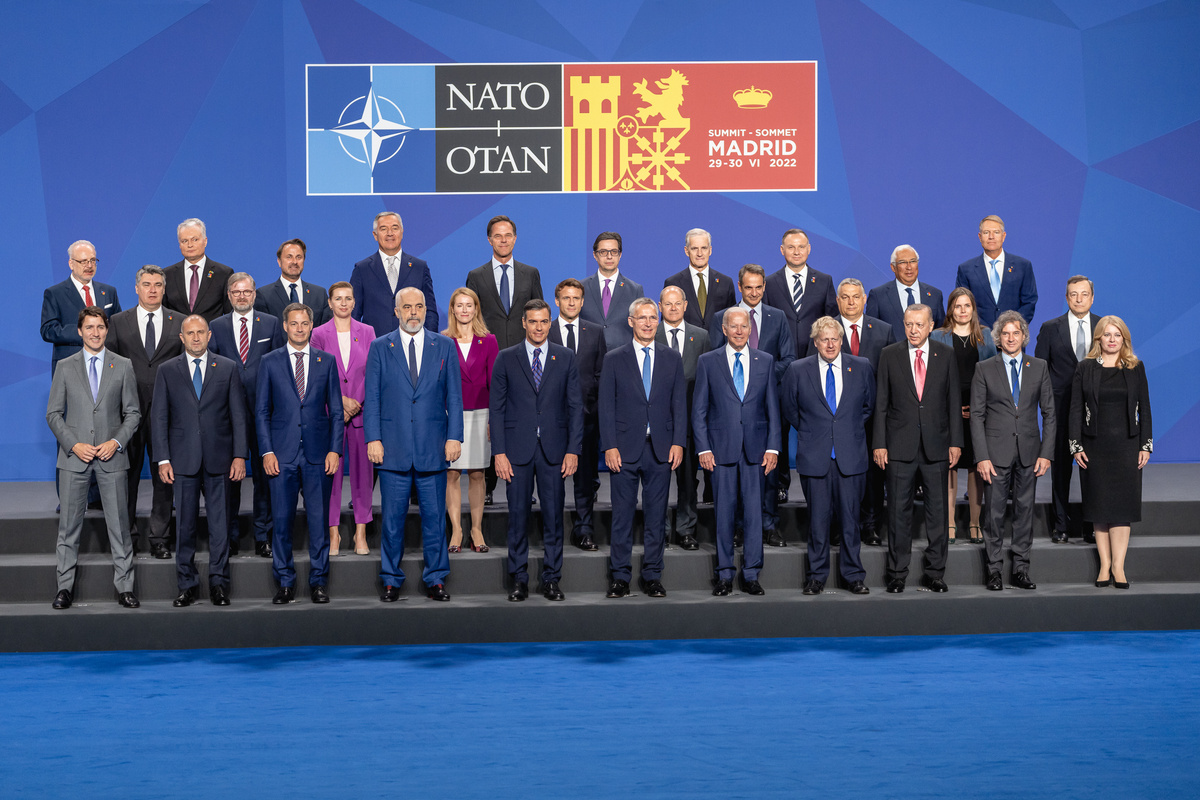 NATO
OTAN
SUMMIT - SOMMET
MADRID
29-30 VI 2022